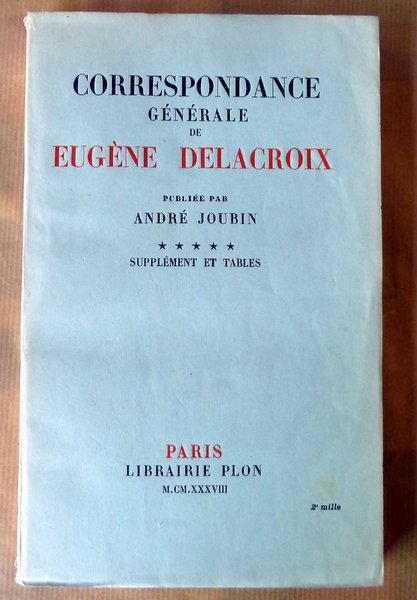 CORRESPONDANCE
GÉNÉRALE
DE
EUGÈNE DELACROIX
PUBLIÉE PAR
ANDRÉ JOUBIN
★ ★ ★ ★ ★
SUPPLÉMENT ET TABLES
PARIS
LIBRAIRIE PLON
M.CM.XXXVIII
2e mille